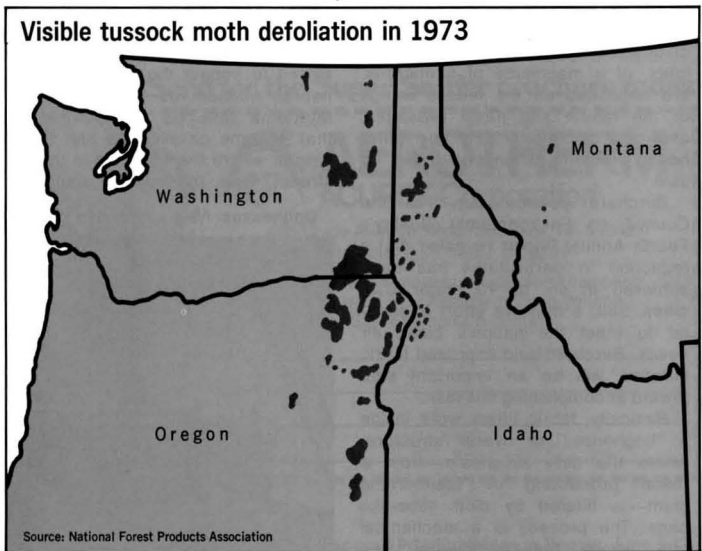 Visible tussock moth defoliation in 1973
Montana
Washington
Oregon
Idaho
Source: National Forest Products Association